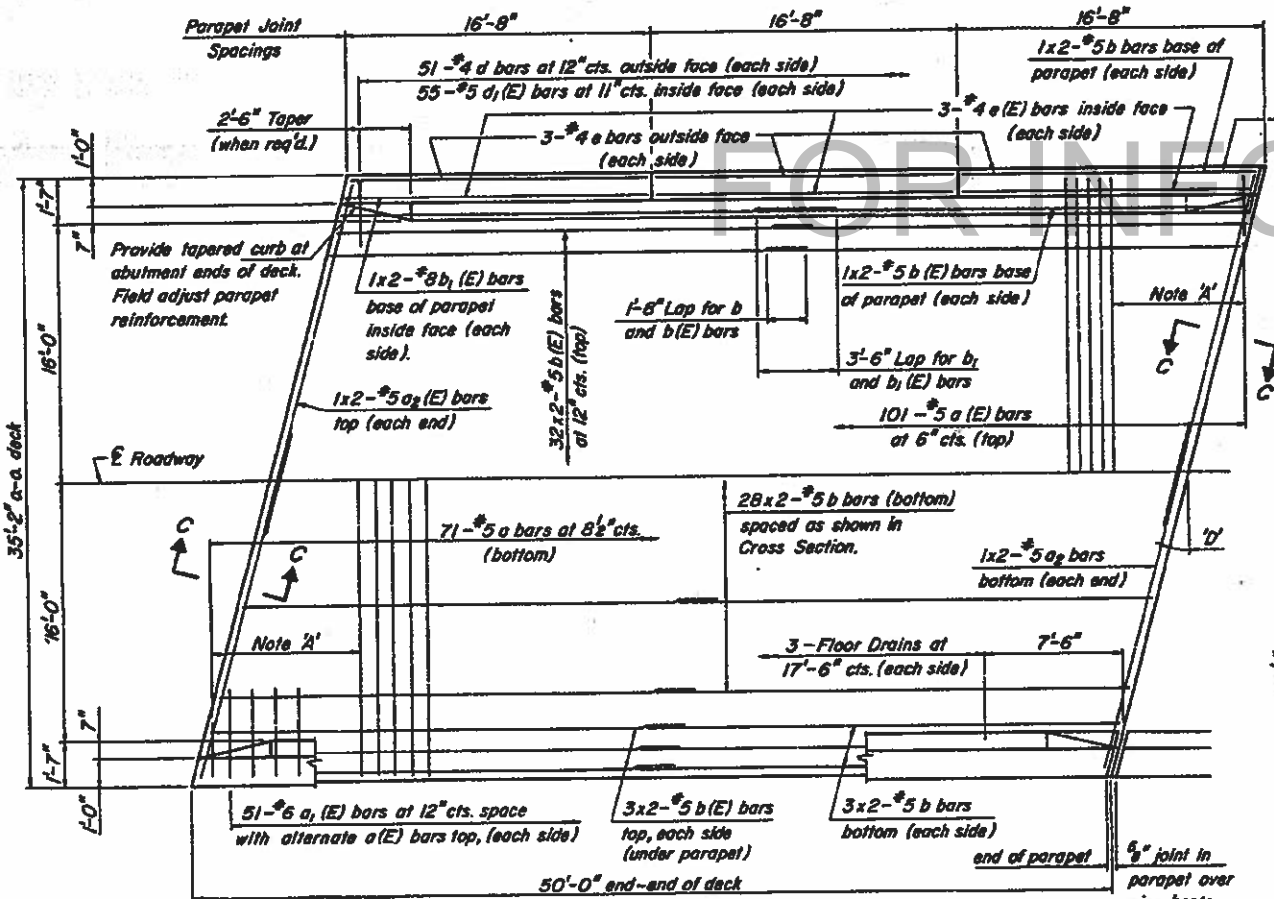 Parapet Joint
Spacings
16'-8"
16'-8"
16'-8"
1x2-#5 b bars base of
parapet (each side)
51-#4 d bars at 12" cts. outside face (each side)
55-#5 d1(E) bars at 11" cts. inside face (each side)
2'-6" Taper
(when req'd.)
3-#4 e bars outside face
(each side)
3-#4 e(E) bars inside face
(each side)
FOR INFO
1'-0"
1'-7"
7"
Provide tapered curb at
abutment ends of deck.
Field adjust parapet
reinforcement.
1x2-#8 b1 (E) bars
base of parapet
inside face (each
side).
32x2-#5 b(E) bars
at 12" cts. (top)
1'-8" Lap for b
and b(E) bars
1x2-#5 b (E) bars base
of parapet (each side)
Note 'A'
3'-6" Lap for b1
and b1 (E) bars
C
C
16'-0"
1x2-#5 a2 (E) bars
top (each end)
101-#5 a (E) bars
at 6" cts. (top)
35'-2" o-o. deck
℄ Roadway
C
C
71-#5 a bars at 8½" cts.
(bottom)
28x2-#5 b bars (bottom)
spaced as shown in
Cross Section.
'D'
1x2-#5 a2 bars
bottom (each end)
16'-0"
Note 'A'
3-Floor Drains at
17'-6" cts. (each side)
7'-6"
7"
1'-7"
1'-0"
51-#6 a1 (E) bars at 12" cts. space
with alternate a(E) bars top, (each side)
3x2-#5 b(E) bars
top, each side
(under parapet)
3x2-#5 b bars
bottom (each side)
end of parapet
joint in
parapet over
50'-0" end-end of deck